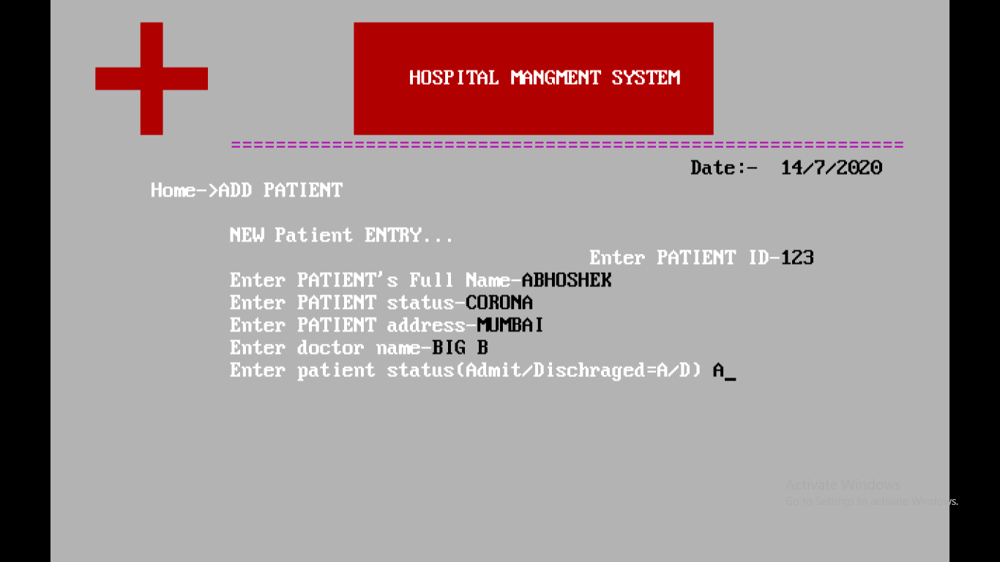 HOSPITAL MANGMENT SYSTEM
============================================================
Date:-  14/7/2020
Home->ADD PATIENT
NEW Patient ENTRY...
Enter PATIENT ID-123
Enter PATIENT's Full Name-ABHOSHEK
Enter PATIENT status-CORONA
Enter PATIENT address-MUMBAI
Enter doctor name-BIG B
Enter patient status(Admit/Dischraged=A/D) A_
Activate Windows
Go to Settings to activate Windows.